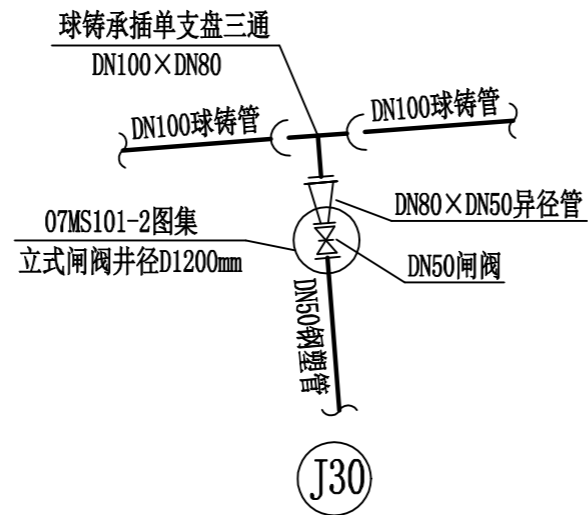 球铸承插单支盘三通
DN100×DN80
DN100球铸管
DN100球铸管
DN80×DN50异径管
07MS101-2图集
立式闸阀井径D1200mm
DN50闸阀
DN50钢塑管
J30